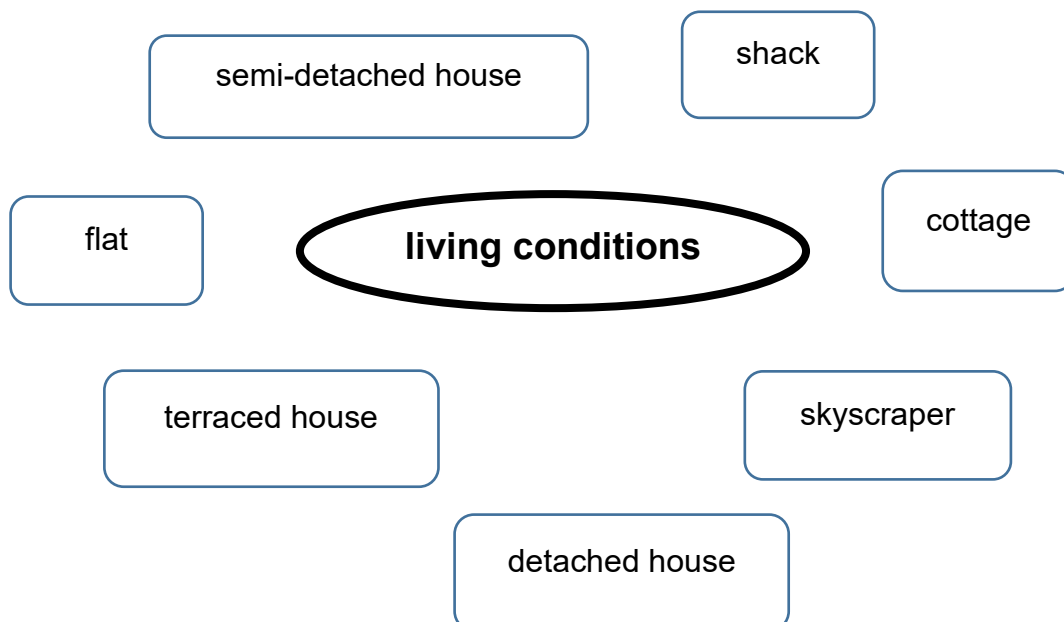 shack
semi-detached house
cottage
flat
living conditions
skyscraper
terraced house
detached house